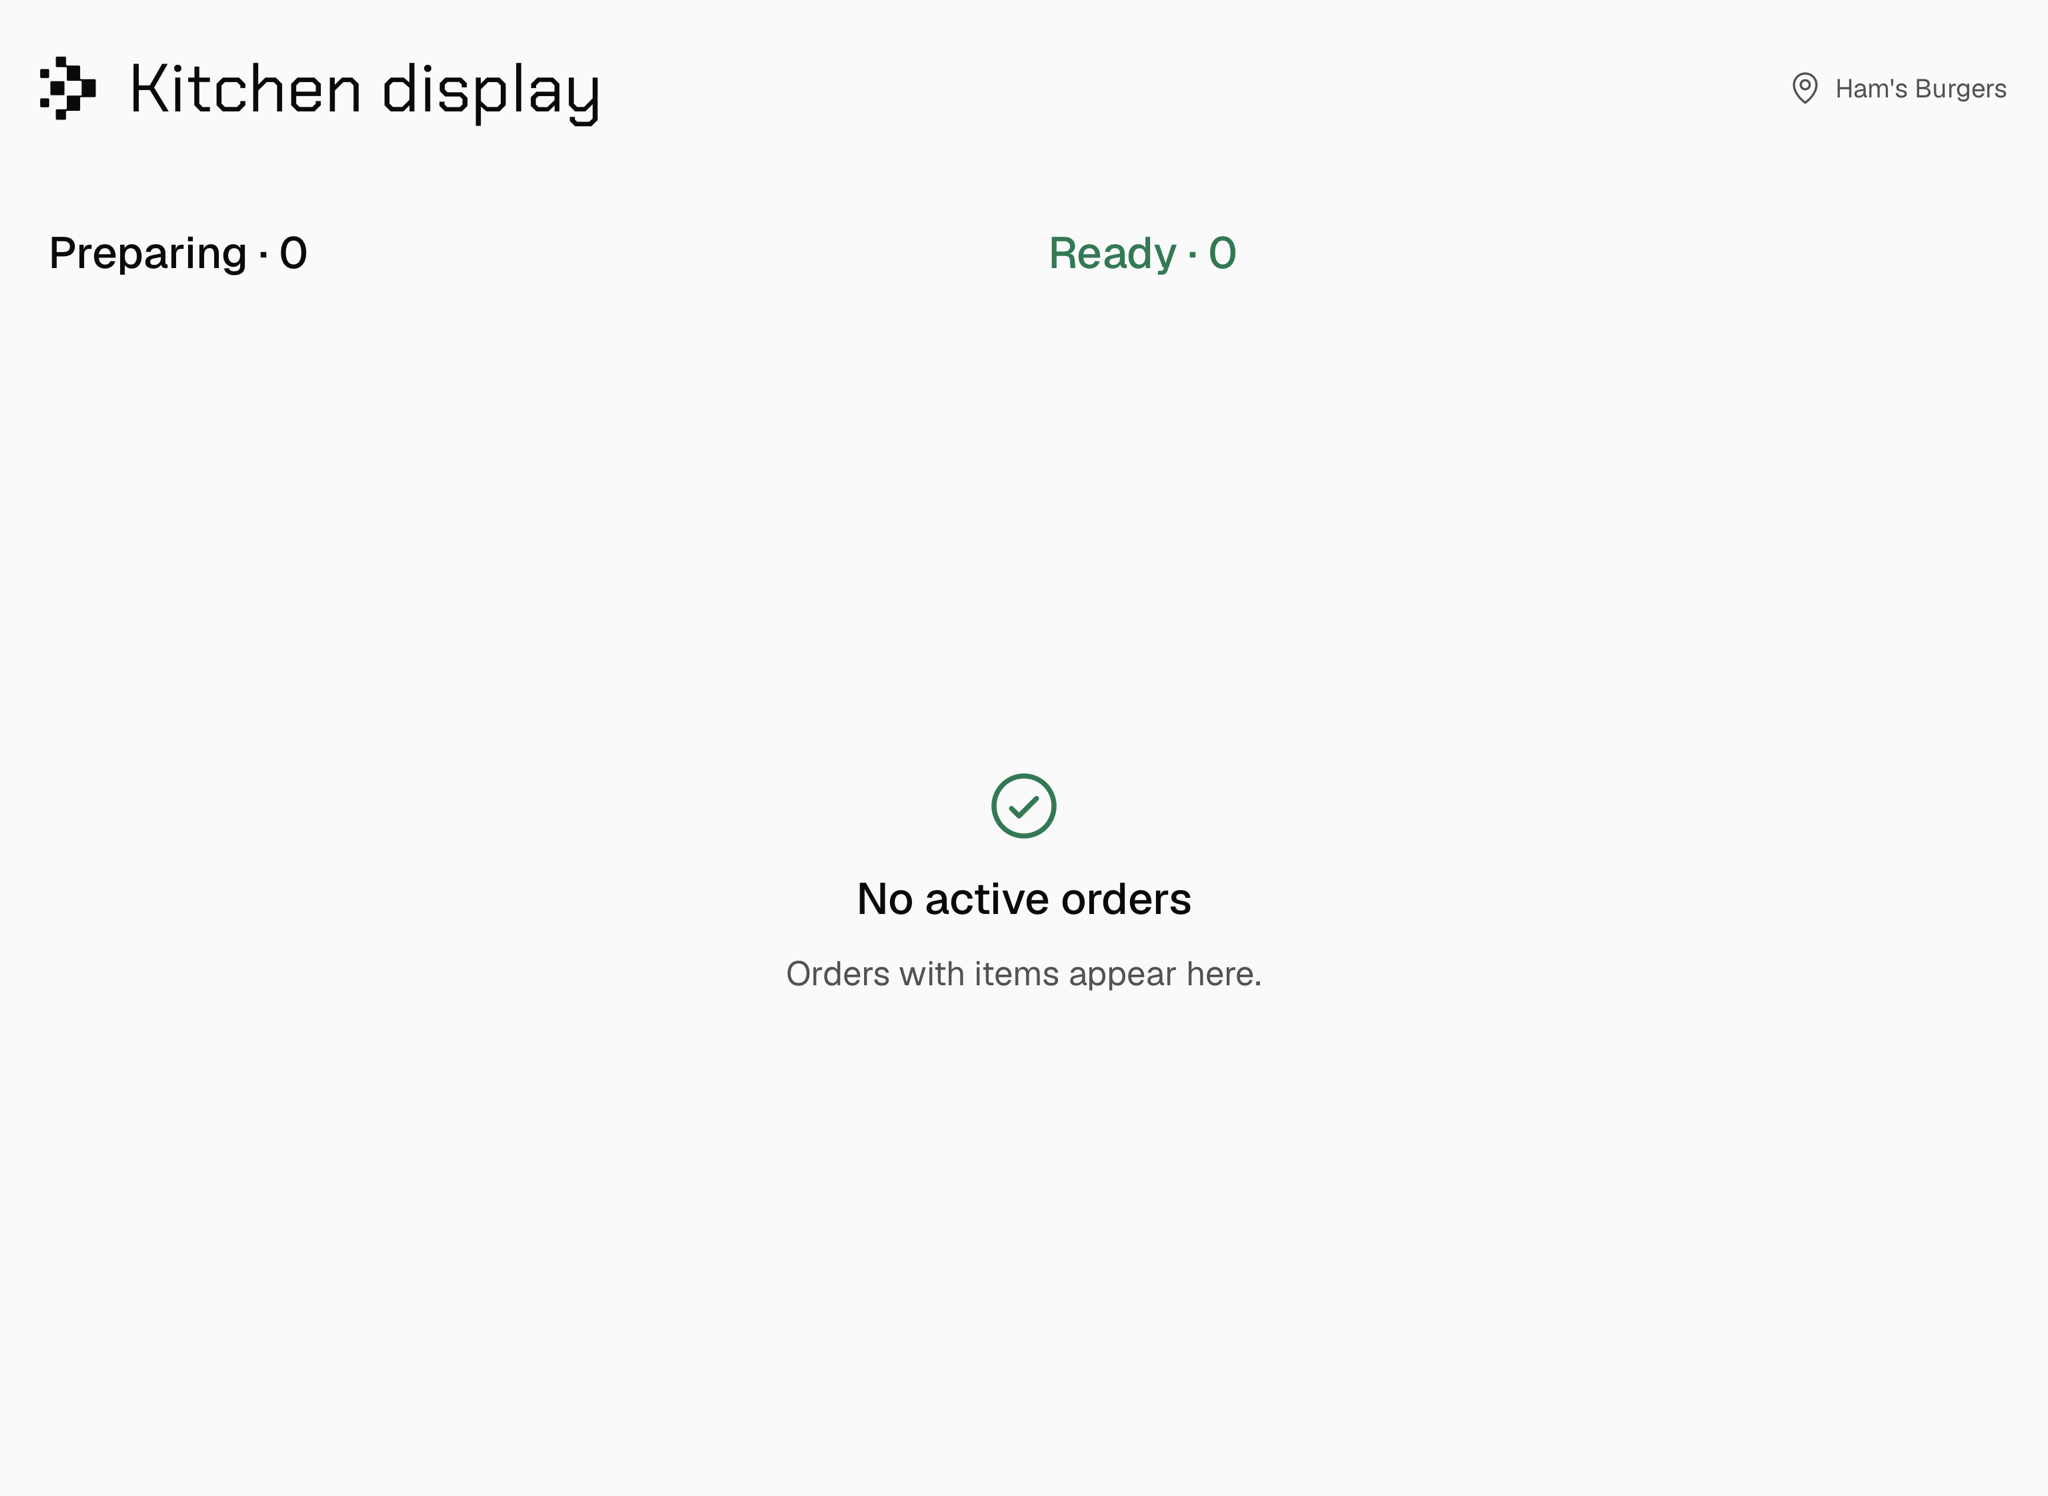 Kitchen display
Ham's Burgers
Preparing · 0
Ready · 0
No active orders
Orders with items appear here.